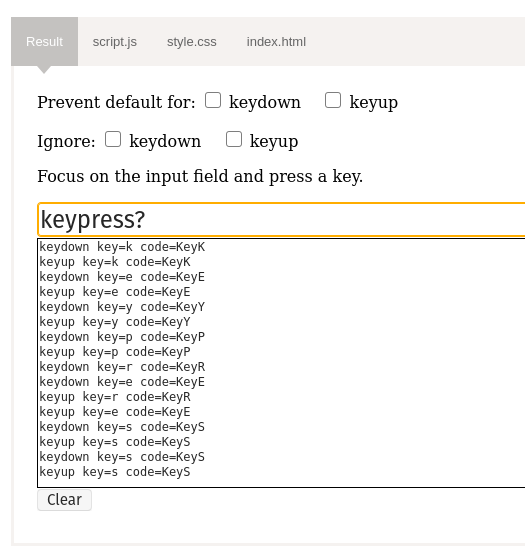 Result script.js style.css index.html
Prevent default for: keydown keyup
Ignore: keydown keyup
Focus on the input field and press a key.
keypress?
keydown key=k code=KeyK
keyup key=k code=KeyK
keydown key=e code=KeyE
keyup key=e code=KeyE
keydown key=y code=KeyY
keyup key=y code=KeyY
keydown key=p code=KeyP
keyup key=p code=KeyP
keydown key=r code=KeyR
keydown key=e code=KeyE
keyup key=r code=KeyR
keyup key=e code=KeyE
keydown key=s code=KeyS
keyup key=s code=KeyS
keydown key=s code=KeyS
keyup key=s code=KeyS
Clear